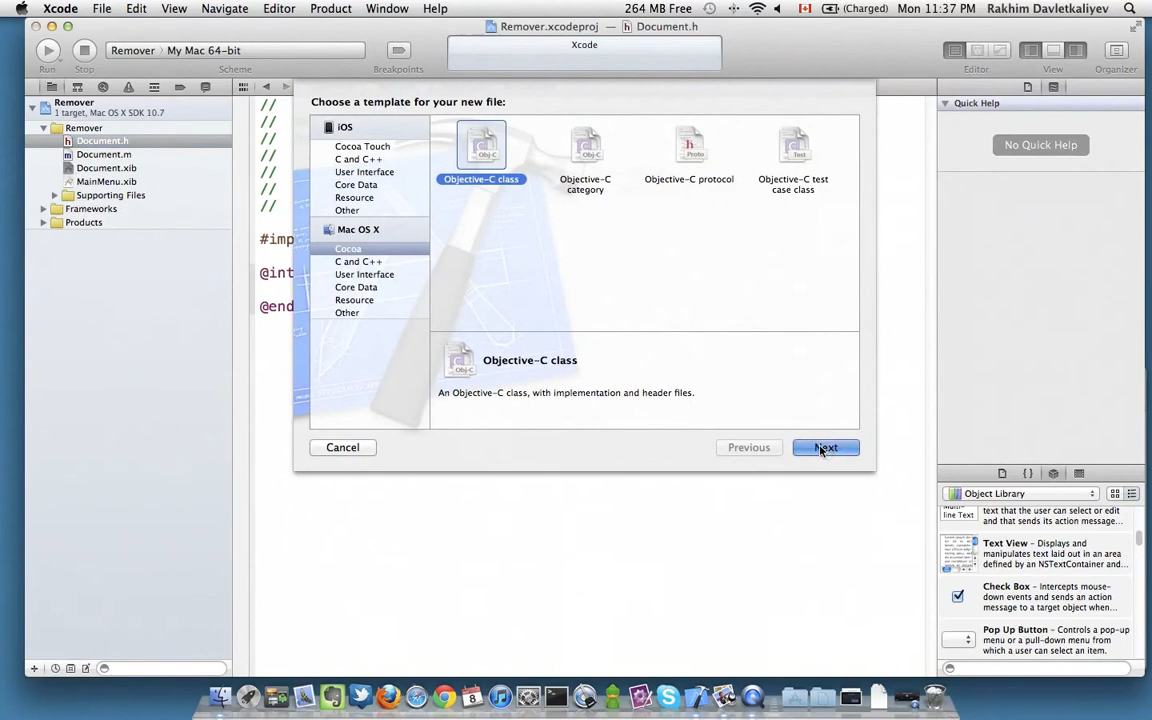 Xcode File Edit View Navigate Editor Product Window Help 264 MB Free (Charged) Mon 11:37 PM Rakhim Davletkaliyev
Remover.xcodeproj — Document.h
Remover My Mac 64-bit
Xcode
Run Stop Scheme Breakpoints Editor View Organizer
Remover
1 target, Mac OS X SDK 10.7
Remover
Document.h
Document.m
Document.xib
MainMenu.xib
Supporting Files
Frameworks
Products
//
//
//
//
//
//
//
#imp
@int
@end
Choose a template for your new file:
iOS
Cocoa Touch
C and C++
User Interface
Core Data
Resource
Other
Mac OS X
Cocoa
C and C++
User Interface
Core Data
Resource
Other
Obj-C
Objective-C class
Obj-C
Objective-C
category
Proto
Objective-C protocol
Test
Objective-C test
case class
Obj-C
Objective-C class
An Objective-C class, with implementation and header files.
Cancel
Previous
Next
Quick Help
No Quick Help
{ }
Object Library
Multi-
line Text
text that the user can select or edit
and that sends its action message...
Text View – Displays and
manipulates text laid out in an area
defined by an NSTextContainer and...
Check Box – Intercepts mouse-
down events and sends an action
message to a target object when...
Pop Up Button – Controls a pop-
up menu or a pull-down menu from
which a user can select an item.
8